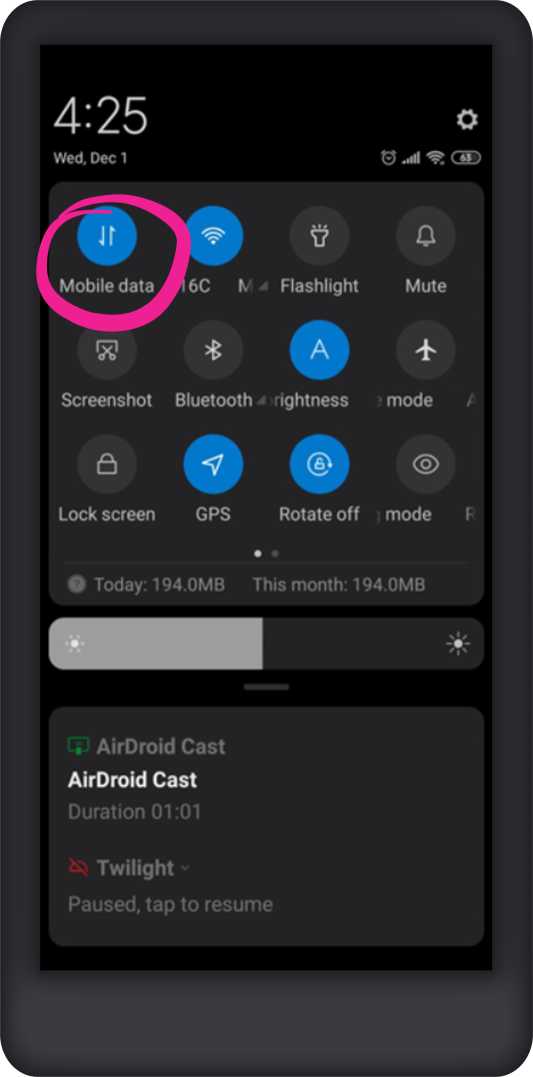 4:25
Wed, Dec 1
63
Mobile data
16C M
Flashlight
Mute
Screenshot
Bluetooth
rightness
mode
A
Lock screen
GPS
Rotate off
mode
R
Today: 194.0MB This month: 194.0MB
AirDroid Cast
AirDroid Cast
Duration 01:01
Twilight
Paused, tap to resume